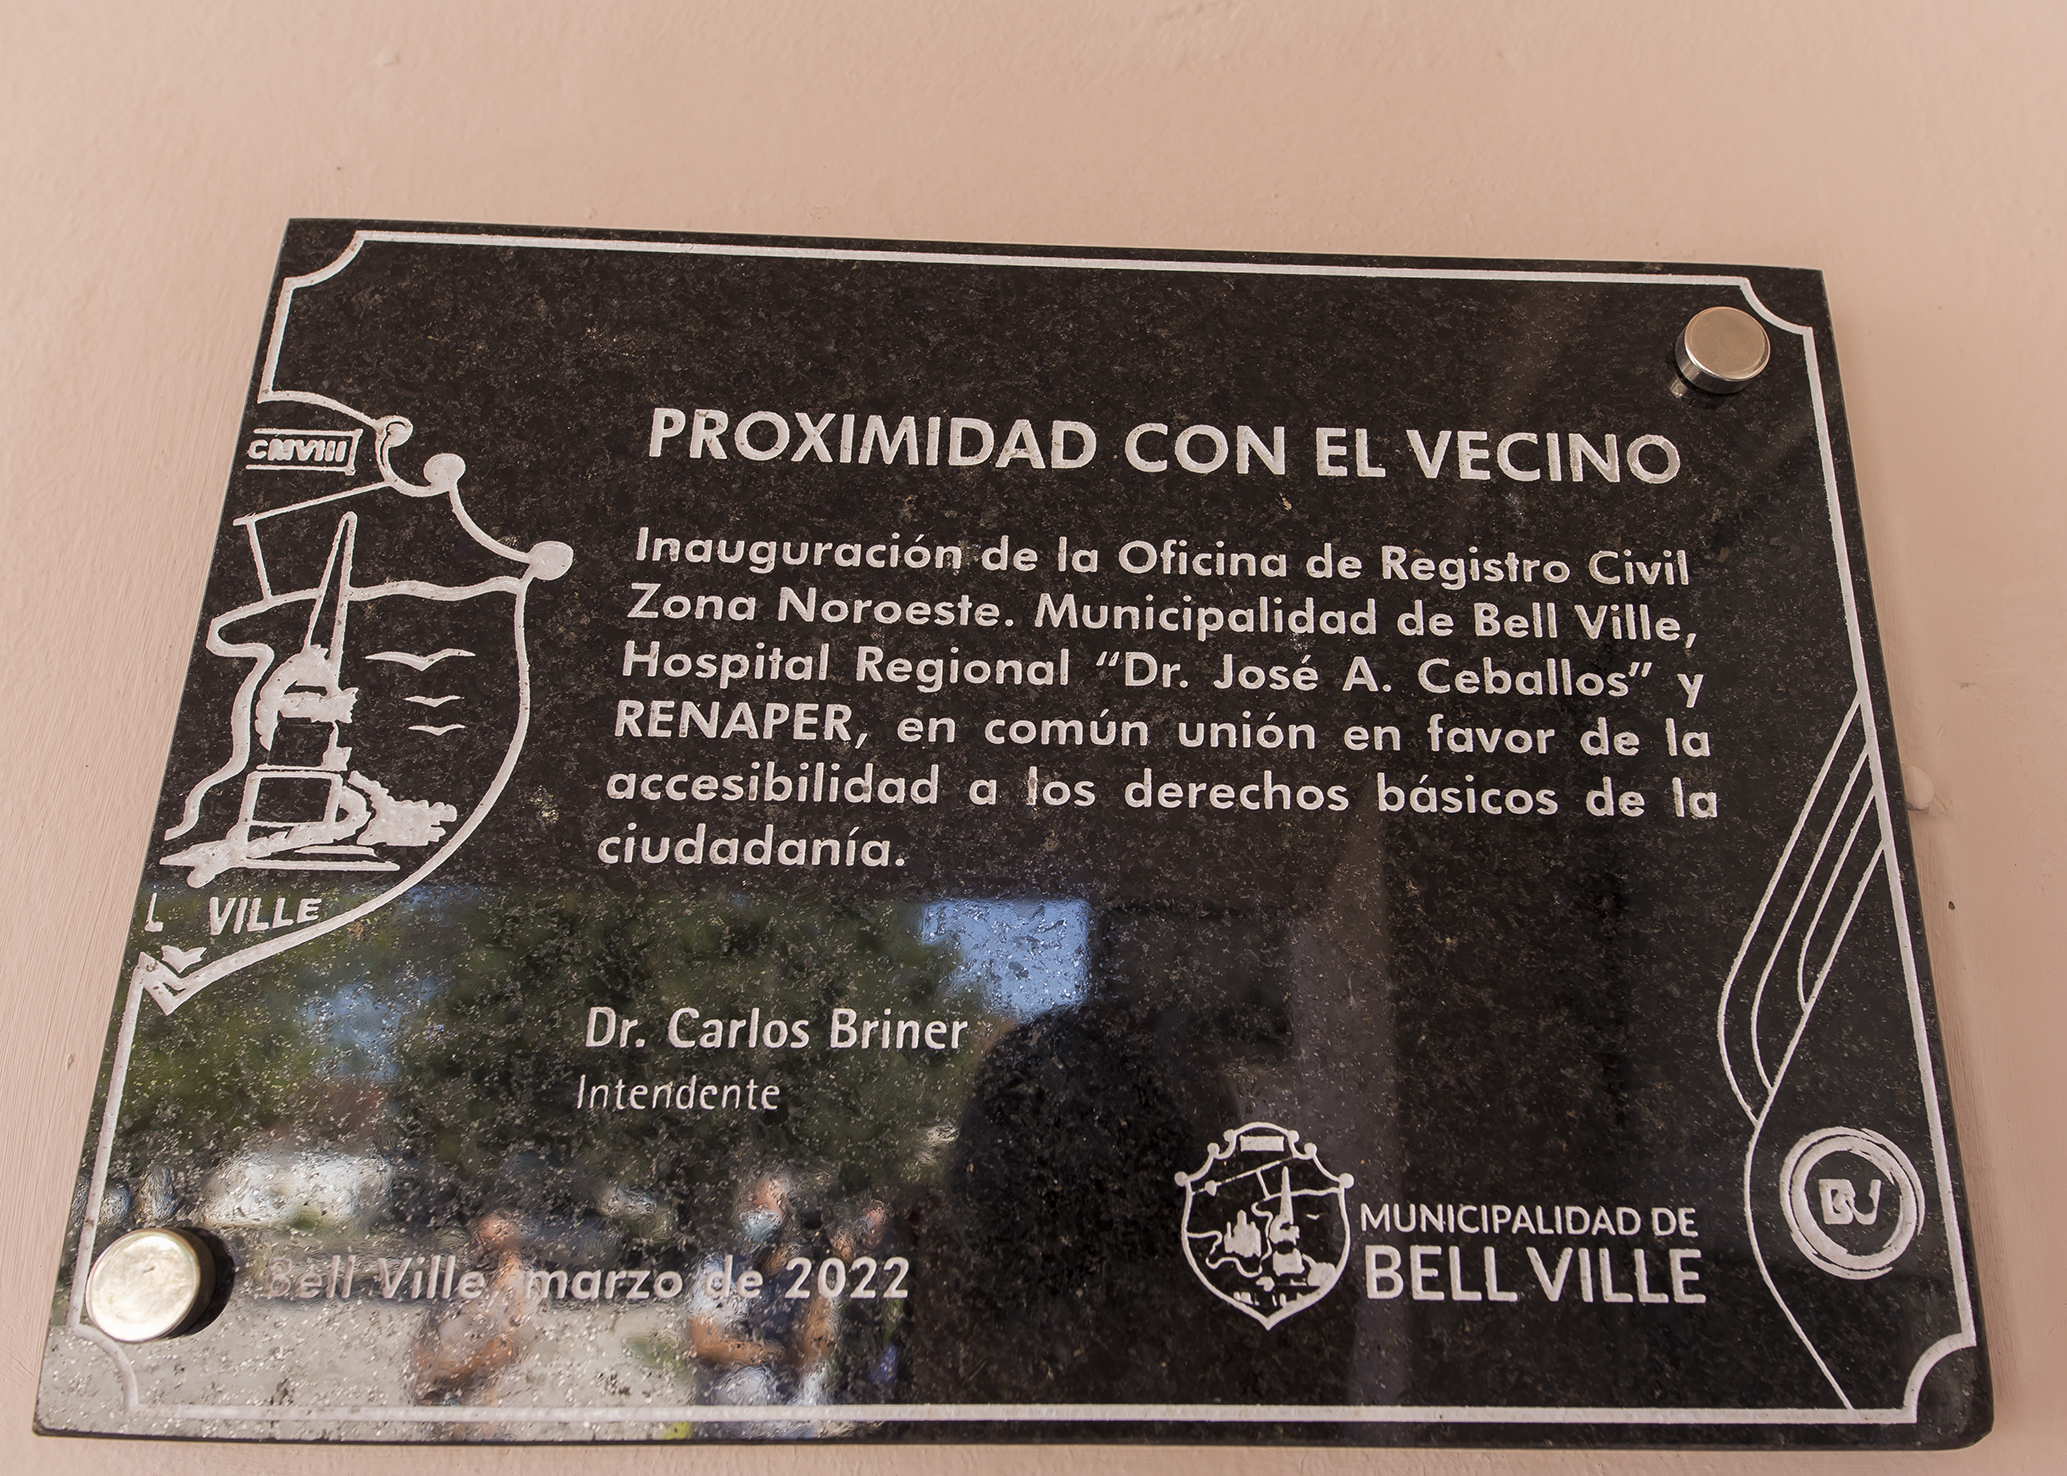 PROXIMIDAD CON EL VECINO
Inauguración de la Oficina de Registro Civil
Zona Noroeste. Municipalidad de Bell Ville,
Hospital Regional “Dr. José A. Ceballos” y
RENAPER, en común unión en favor de la
accesibilidad a los derechos básicos de la
ciudadanía.
CMVIII
L VILLE
Dr. Carlos Briner
Intendente
Bell Ville, marzo de 2022
MUNICIPALIDAD DE
BELL VILLE
BV